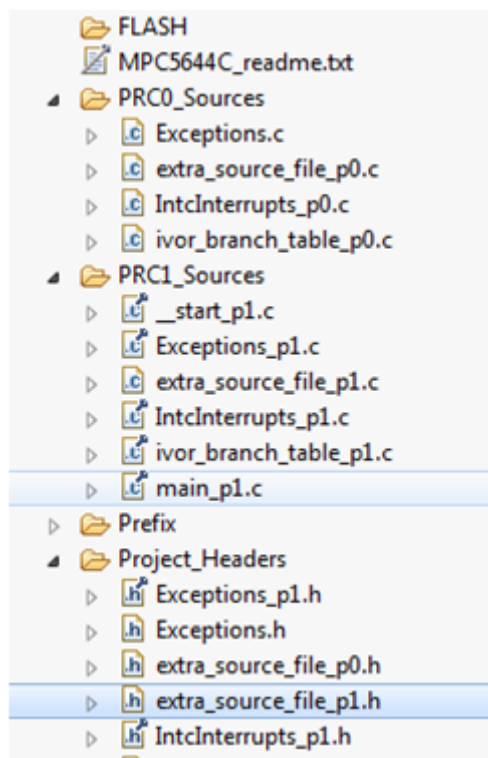 FLASH
MPC5644C_readme.txt
PRC0_Sources
Exceptions.c
extra_source_file_p0.c
IntcInterrupts_p0.c
ivor_branch_table_p0.c
PRC1_Sources
__start_p1.c
Exceptions_p1.c
extra_source_file_p1.c
IntcInterrupts_p1.c
ivor_branch_table_p1.c
main_p1.c
Prefix
Project_Headers
Exceptions_p1.h
Exceptions.h
extra_source_file_p0.h
extra_source_file_p1.h
IntcInterrupts_p1.h